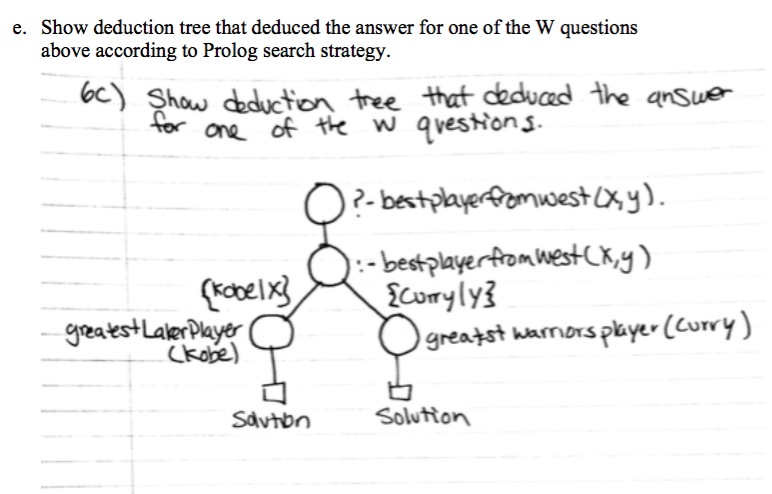 e. Show deduction tree that deduced the answer for one of the W questions
above according to Prolog search strategy.
6c) Show deduction tree that deduced the answer
for one of the W questions.
?- bestplayerfromwest(X,y).
:- bestplayerfromwest(X,y)
{Kobe|X}
{Curry|y}
greatestLakerPlayer
(Kobe)
greatst warriors player (Curry)
Solution
Solution